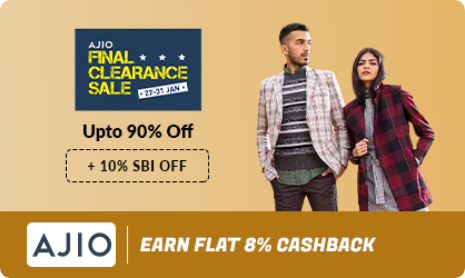 AJIO
FINAL
CLEARANCE
SALE
• 27-31 JAN •
Upto 90% Off
+ 10% SBI OFF
AJIO
EARN FLAT 8% CASHBACK